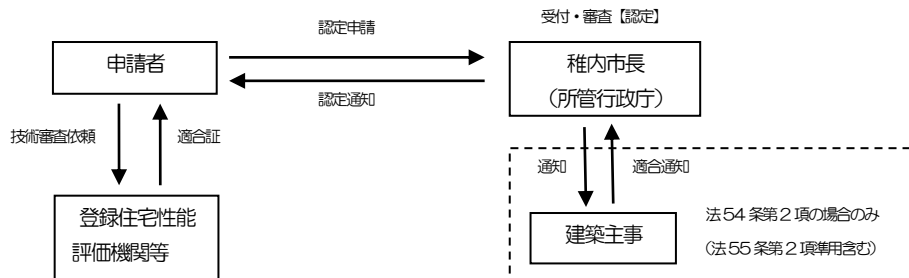 受付・審査【認定】
認定申請
申請者
稚内市長
（所管行政庁）
認定通知
技術審査依頼
適合証
通知
適合通知
登録住宅性能
評価機関等
建築主事
法54条第2項の場合のみ
（法55条第2項準用含む）